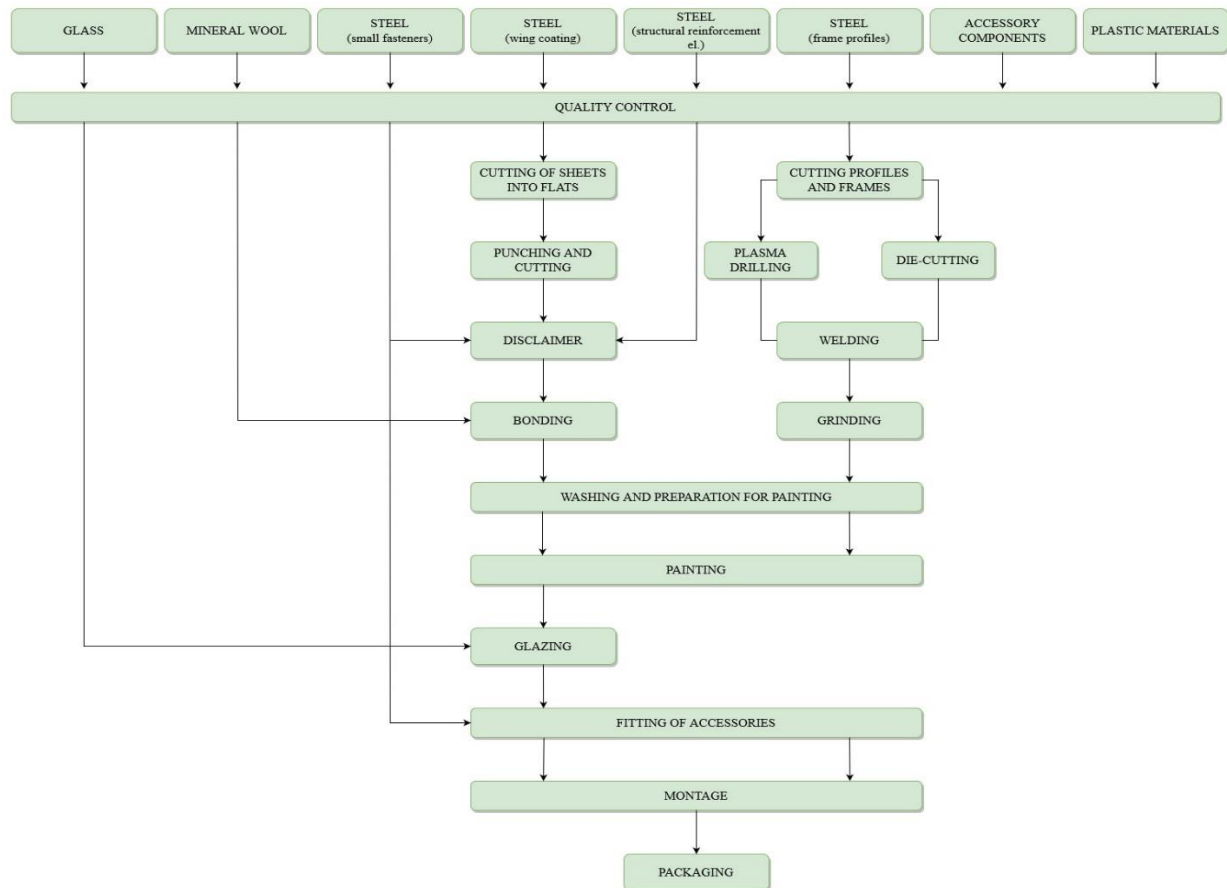 GLASS
MINERAL WOOL
STEEL
(small fasteners)
STEEL
(wing coating)
STEEL
(structural reinforcement
el.)
STEEL
(frame profiles)
ACCESSORY
COMPONENTS
PLASTIC MATERIALS
QUALITY CONTROL
CUTTING OF SHEETS
INTO FLATS
CUTTING PROFILES
AND FRAMES
PUNCHING AND
CUTTING
PLASMA
DRILLING
DIE-CUTTING
DISCLAIMER
WELDING
BONDING
GRINDING
WASHING AND PREPARATION FOR PAINTING
PAINTING
GLAZING
FITTING OF ACCESSORIES
MONTAGE
PACKAGING